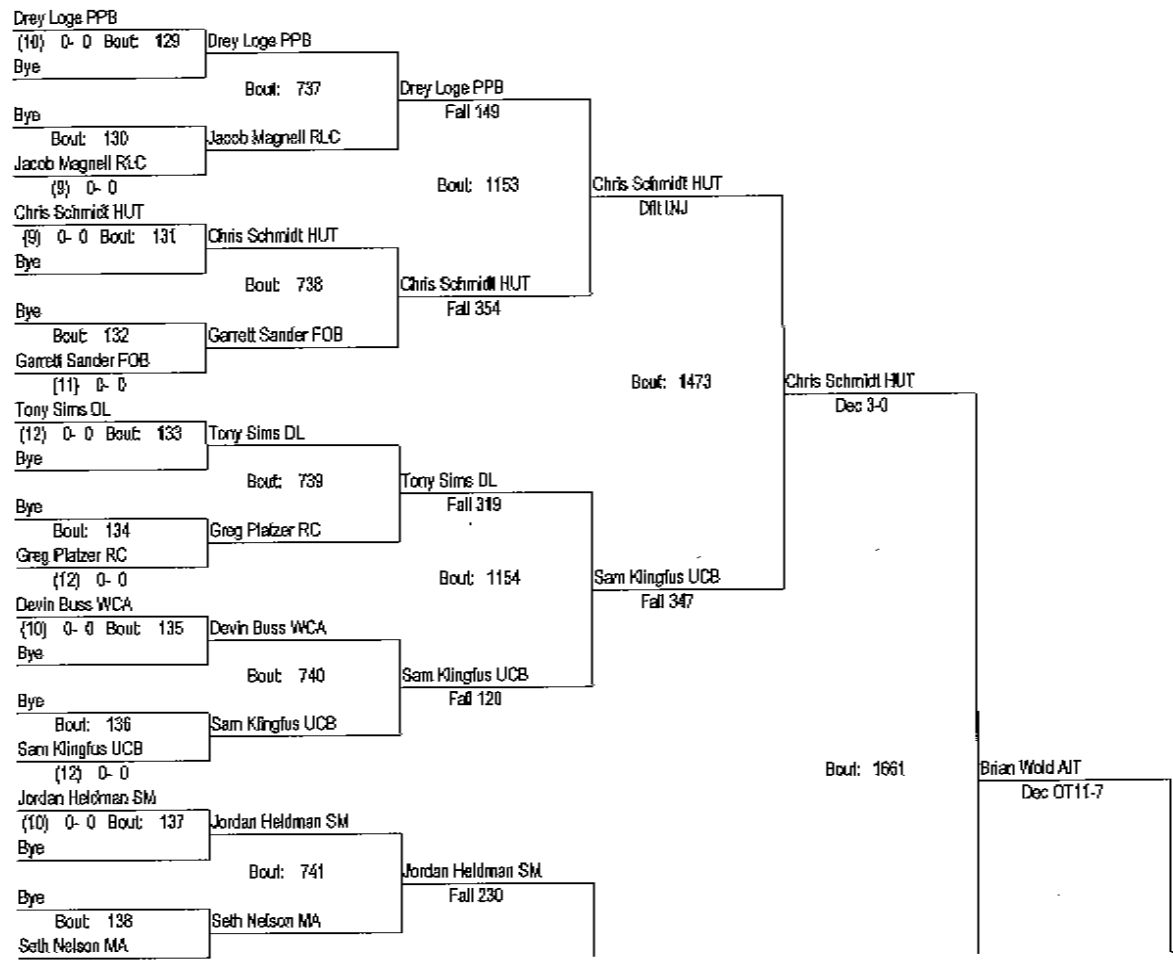 Drey Loge PPB
(10) 0- 0 Bout: 129 Drey Loge PPB
Bye
Bout: 737 Drey Loge PPB
Bye Fall 149
Bout: 130 Jacob Magnell RLC
Jacob Magnell RLC
(9) 0- 0 Bout: 1153 Chris Schmidt HUT
Chris Schmidt HUT Dflt INJ
(9) 0- 0 Bout: 131 Chris Schmidt HUT
Bye
Bout: 738 Chris Schmidt HUT
Bye Fall 354
Bout: 132 Garrett Sander FOB
Garrett Sander FOB
(11) 0- 0 Bout: 1473 Chris Schmidt HUT
Tony Sims DL Dec 3-0
(12) 0- 0 Bout: 133 Tony Sims DL
Bye
Bout: 739 Tony Sims DL
Bye Fall 319
Bout: 134 Greg Platzer RC
Greg Platzer RC
(12) 0- 0 Bout: 1154 Sam Klingfus UCB
Devin Buss WCA Fall 347
(10) 0- 0 Bout: 135 Devin Buss WCA
Bye
Bout: 740 Sam Klingfus UCB
Bye Fall 120
Bout: 136 Sam Klingfus UCB
Sam Klingfus UCB
(12) 0- 0 Bout: 1661 Brian Wold AIT
Jordan Heldman SM Dec OT11-7
(10) 0- 0 Bout: 137 Jordan Heldman SM
Bye
Bout: 741 Jordan Heldman SM
Bye Fall 230
Bout: 138 Seth Nelson MA
Seth Nelson MA